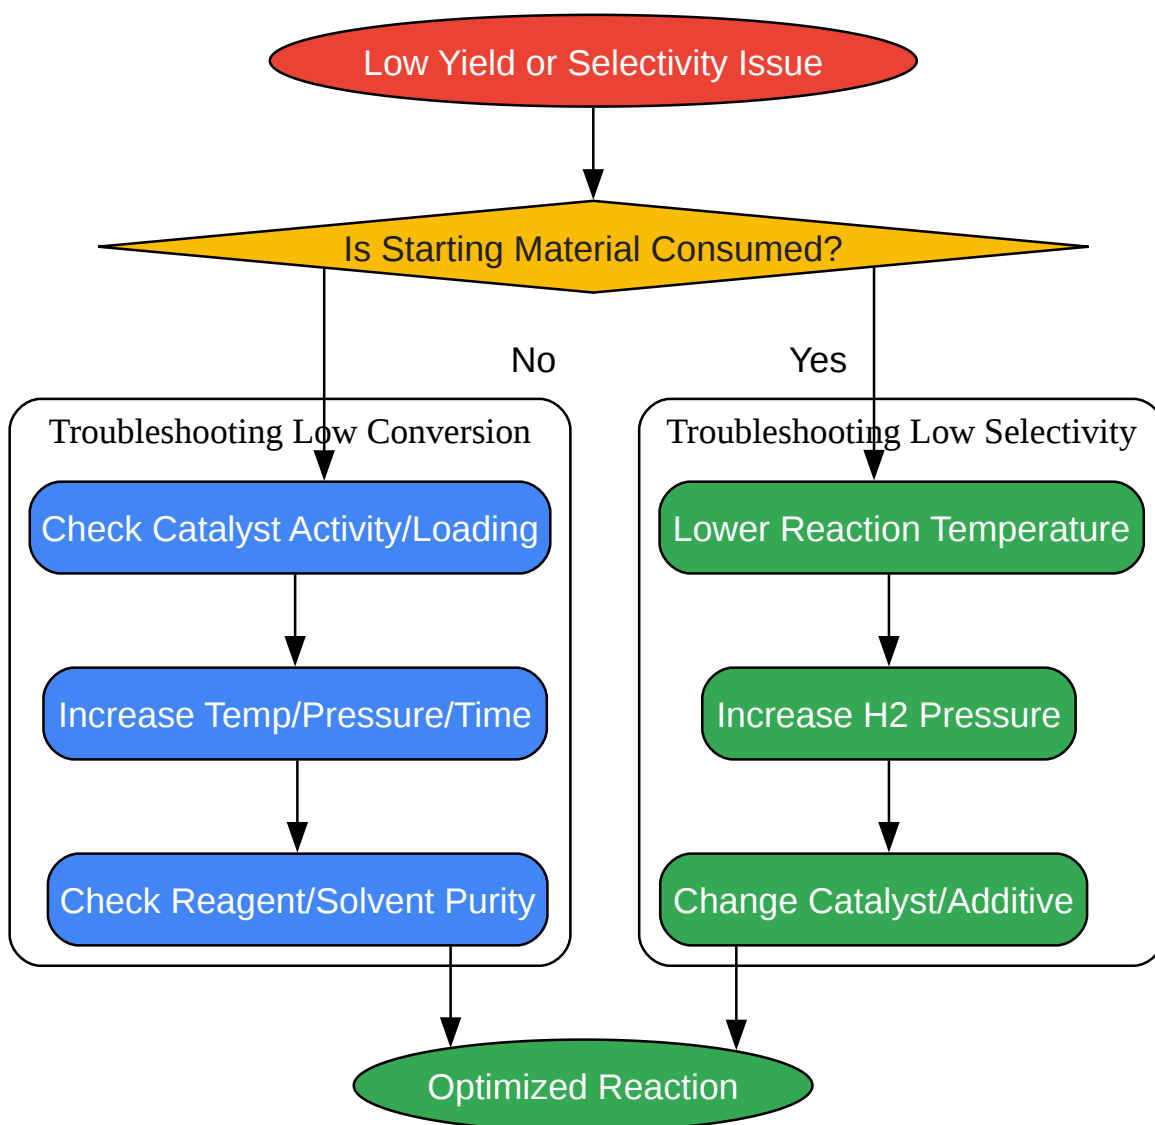 Low Yield or Selectivity Issue
Is Starting Material Consumed?
No
Yes
Troubleshooting Low Conversion
Check Catalyst Activity/Loading
Increase Temp/Pressure/Time
Check Reagent/Solvent Purity
Troubleshooting Low Selectivity
Lower Reaction Temperature
Increase H2 Pressure
Change Catalyst/Additive
Optimized Reaction